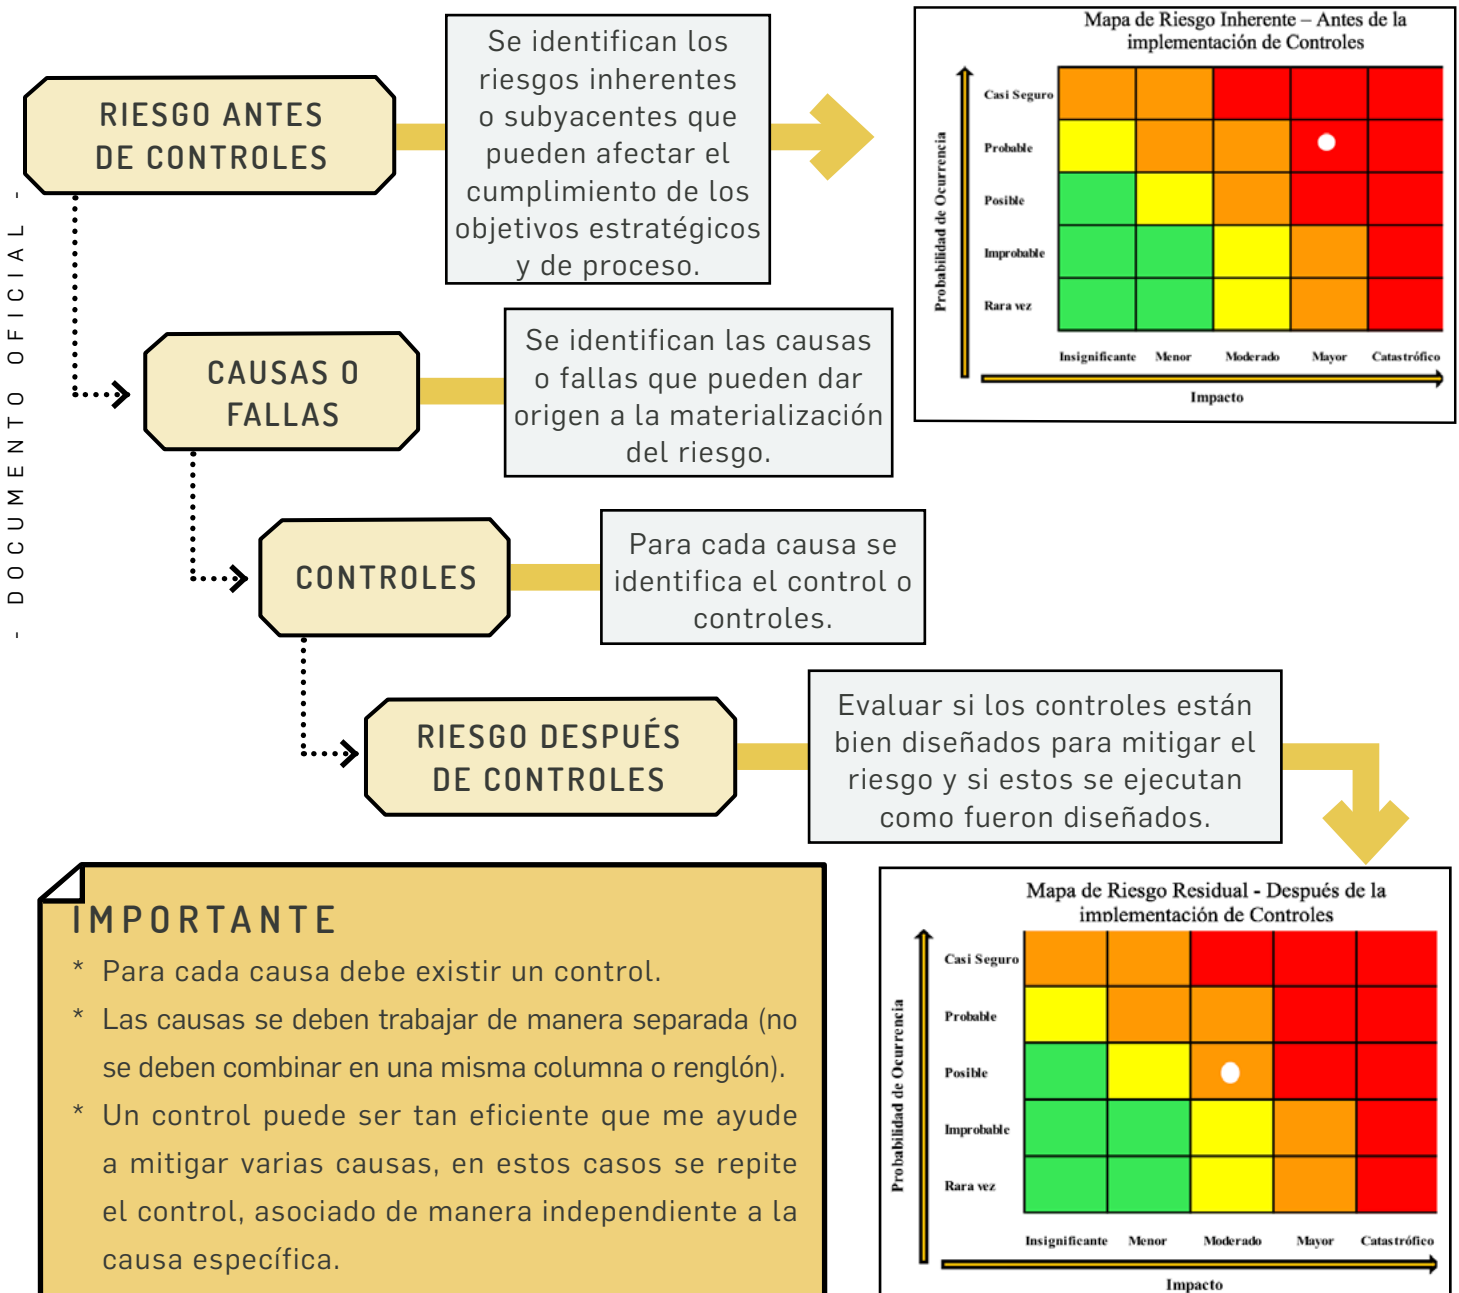 - DOCUMENTO OFICIAL -
RIESGO ANTES
DE CONTROLES
Se identifican los
riesgos inherentes
o subyacentes que
pueden afectar el
cumplimiento de los
objetivos estratégicos
y de proceso.
Mapa de Riesgo Inherente – Antes de la
implementación de Controles
Probabilidad de Ocurrencia
Casi Seguro
Probable
Posible
Improbable
Rara vez
Insignificante Menor Moderado Mayor Catastrófico
Impacto
CAUSAS O
FALLAS
Se identifican las causas
o fallas que pueden dar
origen a la materialización
del riesgo.
CONTROLES
Para cada causa se
identifica el control o
controles.
RIESGO DESPUÉS
DE CONTROLES
Evaluar si los controles están
bien diseñados para mitigar el
riesgo y si estos se ejecutan
como fueron diseñados.
IMPORTANTE
* Para cada causa debe existir un control.
* Las causas se deben trabajar de manera separada (no
se deben combinar en una misma columna o renglón).
* Un control puede ser tan eficiente que me ayude
a mitigar varias causas, en estos casos se repite
el control, asociado de manera independiente a la
causa específica.
Mapa de Riesgo Residual - Después de la
implementación de Controles
Probabilidad de Ocurrencia
Casi Seguro
Probable
Posible
Improbable
Rara vez
Insignificante Menor Moderado Mayor Catastrófico
Impacto